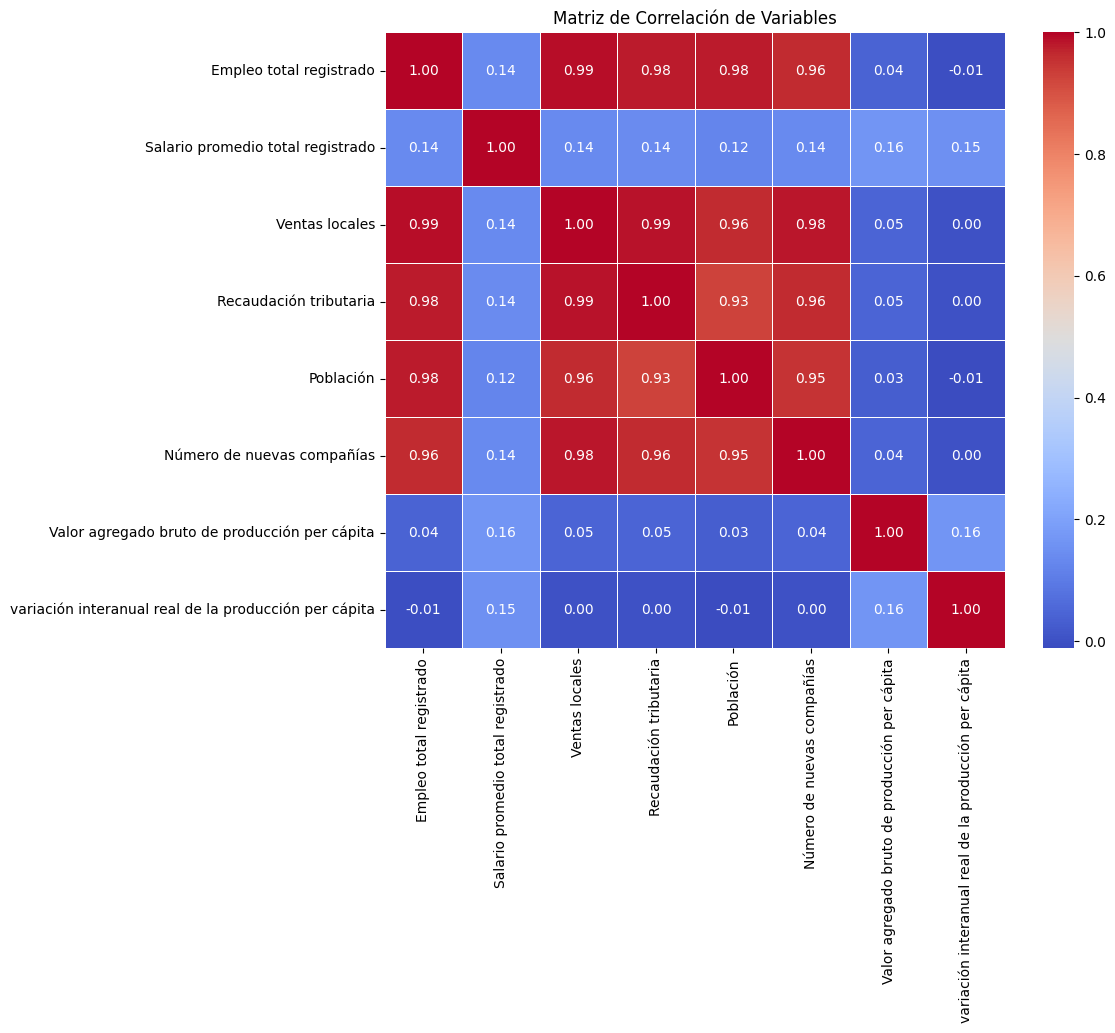 Matriz de Correlación de Variables
Empleo total registrado
1.00 0.14 0.99 0.98 0.98 0.96 0.04 -0.01
Salario promedio total registrado
0.14 1.00 0.14 0.14 0.12 0.14 0.16 0.15
Ventas locales
0.99 0.14 1.00 0.99 0.96 0.98 0.05 0.00
Recaudación tributaria
0.98 0.14 0.99 1.00 0.93 0.96 0.05 0.00
Población
0.98 0.12 0.96 0.93 1.00 0.95 0.03 -0.01
Número de nuevas compañías
0.96 0.14 0.98 0.96 0.95 1.00 0.04 0.00
Valor agregado bruto de producción per cápita
0.04 0.16 0.05 0.05 0.03 0.04 1.00 0.16
variación interanual real de la producción per cápita
-0.01 0.15 0.00 0.00 -0.01 0.00 0.16 1.00
Empleo total registrado
Salario promedio total registrado
Ventas locales
Recaudación tributaria
Población
Número de nuevas compañías
Valor agregado bruto de producción per cápita
variación interanual real de la producción per cápita
1.0
0.8
0.6
0.4
0.2
0.0